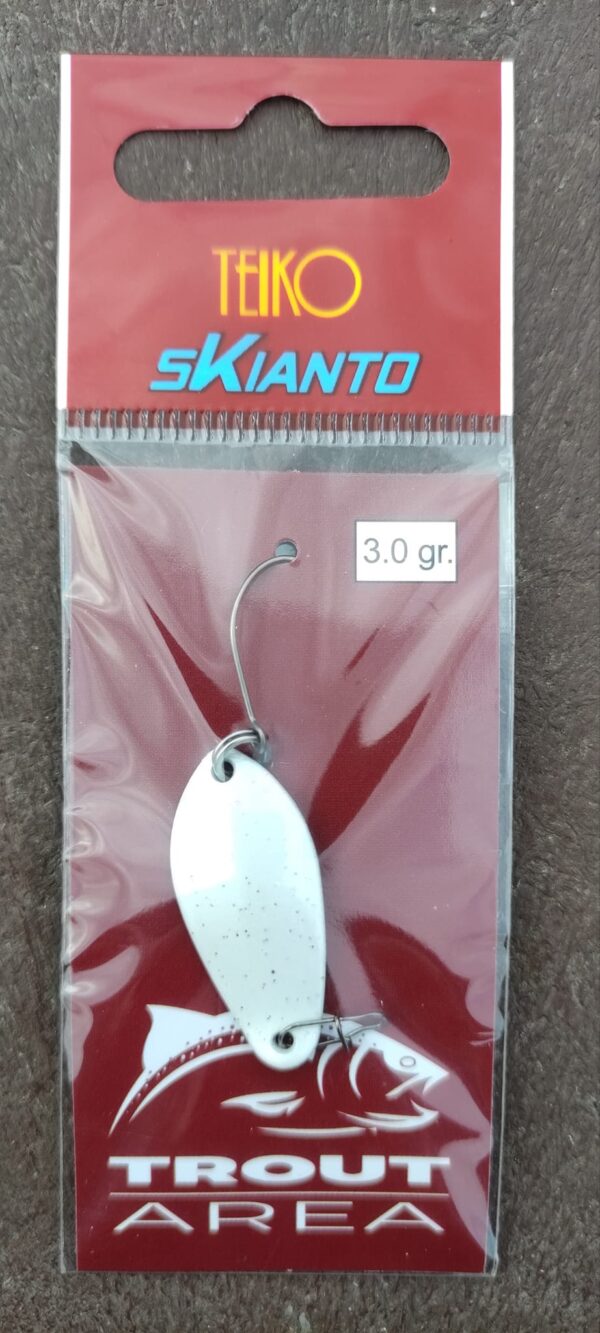 TEIKO
SKIANTO
3.0 gr.
TROUT
AREA